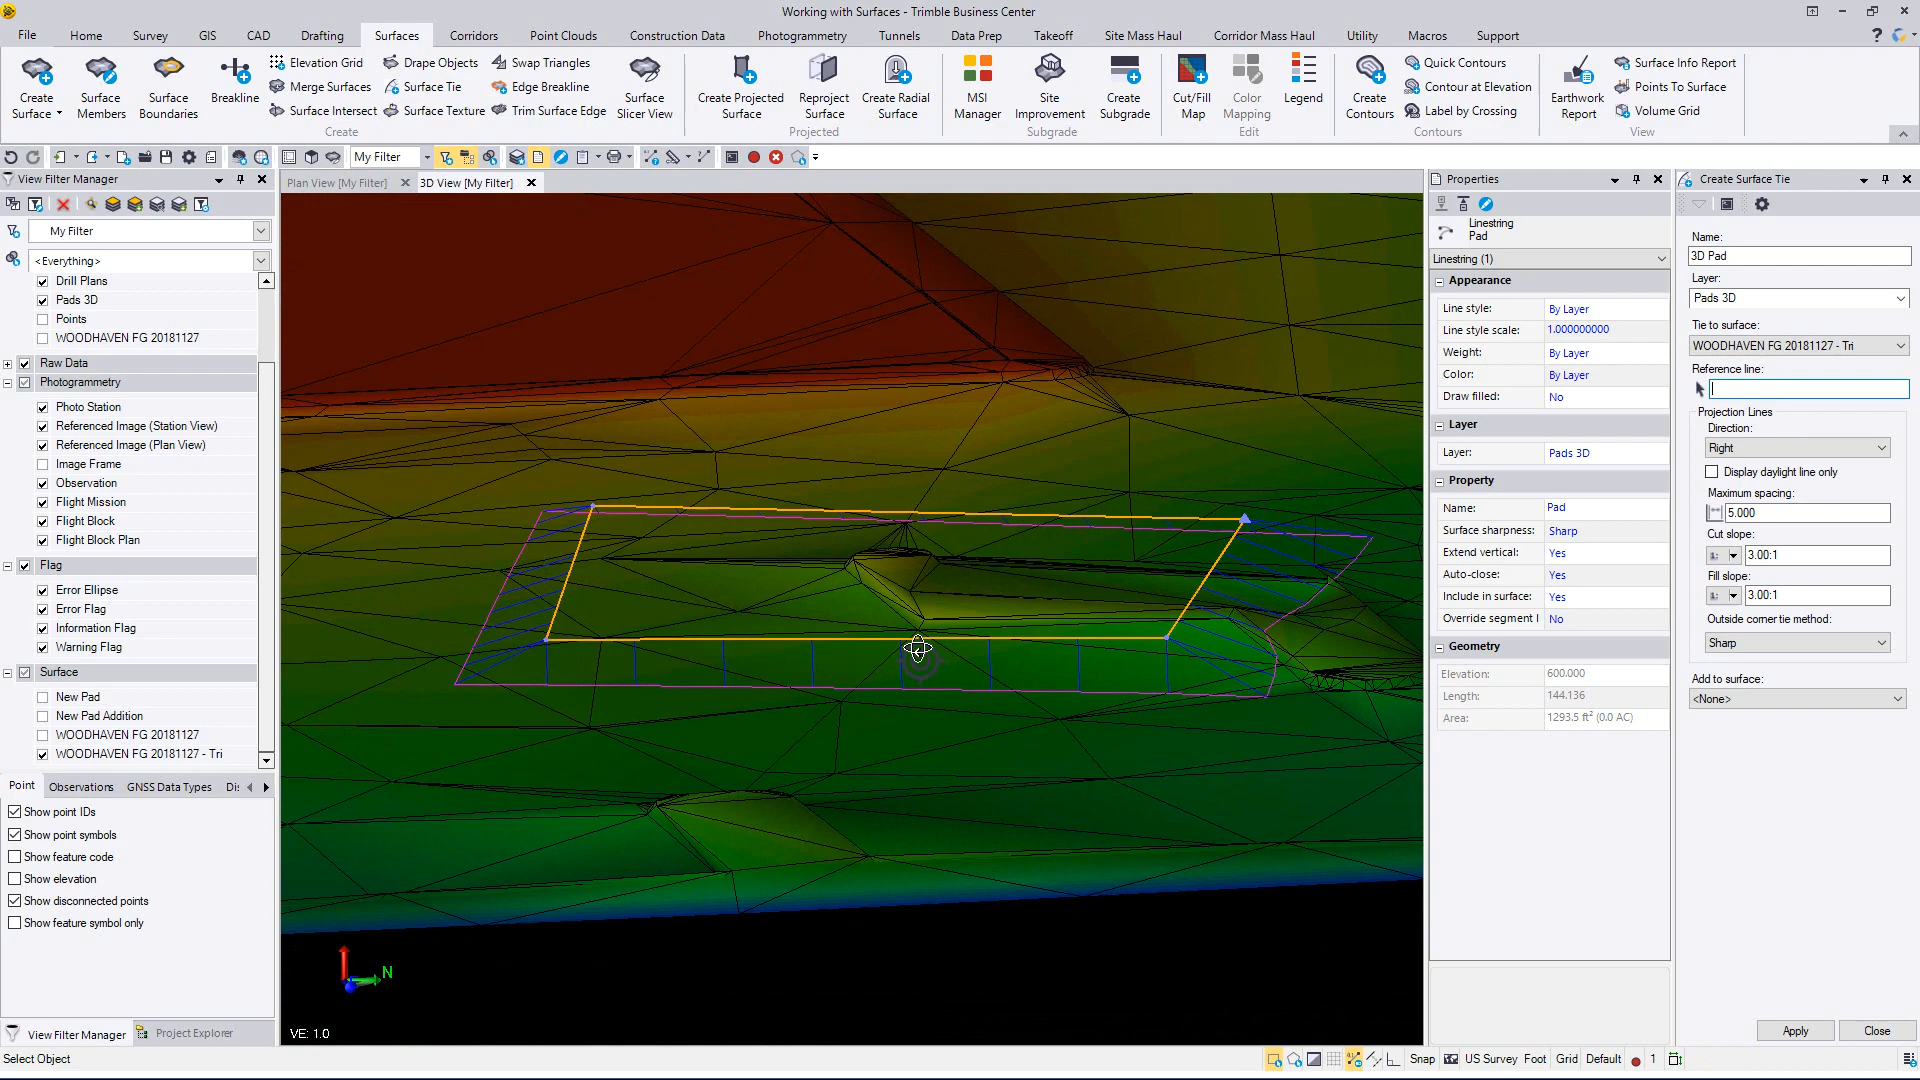 Working with Surfaces - Trimble Business Center
File Home Survey GIS CAD Drafting Surfaces Corridors Point Clouds Construction Data Photogrammetry Tunnels Data Prep Takeoff Site Mass Haul Corridor Mass Haul Utility Macros Support
Create Surface
Surface Members
Surface Boundaries
Breakline
Elevation Grid
Merge Surfaces
Surface Intersect
Drape Objects
Surface Tie
Surface Texture
Swap Triangles
Edge Breakline
Trim Surface Edge
Surface Slicer View
Create
Create Projected Surface
Reproject Surface
Create Radial Surface
Projected
MSI Manager
Site Improvement
Create Subgrade
Subgrade
Cut/Fill Map
Color Mapping
Legend
Edit
Create Contours
Quick Contours
Contour at Elevation
Label by Crossing
Contours
Earthwork Report
Surface Info Report
Points To Surface
Volume Grid
View
My Filter
View Filter Manager
My Filter
<Everything>
Drill Plans
Pads 3D
Points
WOODHAVEN FG 20181127
Raw Data
Photogrammetry
Photo Station
Referenced Image (Station View)
Referenced Image (Plan View)
Image Frame
Observation
Flight Mission
Flight Block
Flight Block Plan
Flag
Error Ellipse
Error Flag
Information Flag
Warning Flag
Surface
New Pad
New Pad Addition
WOODHAVEN FG 20181127
WOODHAVEN FG 20181127 - Tri
Point Observations GNSS Data Types Di
Show point IDs
Show point symbols
Show feature code
Show elevation
Show disconnected points
Show feature symbol only
View Filter Manager Project Explorer
Plan View [My Filter] 3D View [My Filter]
N
VE: 1.0
Properties
Linestring
Pad
Linestring (1)
Appearance
Line style: By Layer
Line style scale: 1.000000000
Weight: By Layer
Color: By Layer
Draw filled: No
Layer
Layer: Pads 3D
Property
Name: Pad
Surface sharpness: Sharp
Extend vertical: Yes
Auto-close: Yes
Include in surface: Yes
Override segment l No
Geometry
Elevation: 600.000
Length: 144.136
Area: 1293.5 ft² (0.0 AC)
Create Surface Tie
Name:
3D Pad
Layer:
Pads 3D
Tie to surface:
WOODHAVEN FG 20181127 - Tri
Reference line:
Projection Lines
Direction:
Right
Display daylight line only
Maximum spacing:
5.000
Cut slope:
3.00:1
Fill slope:
3.00:1
Outside corner tie method:
Sharp
Add to surface:
<None>
Apply Close
Select Object
Snap US Survey Foot Grid Default 1